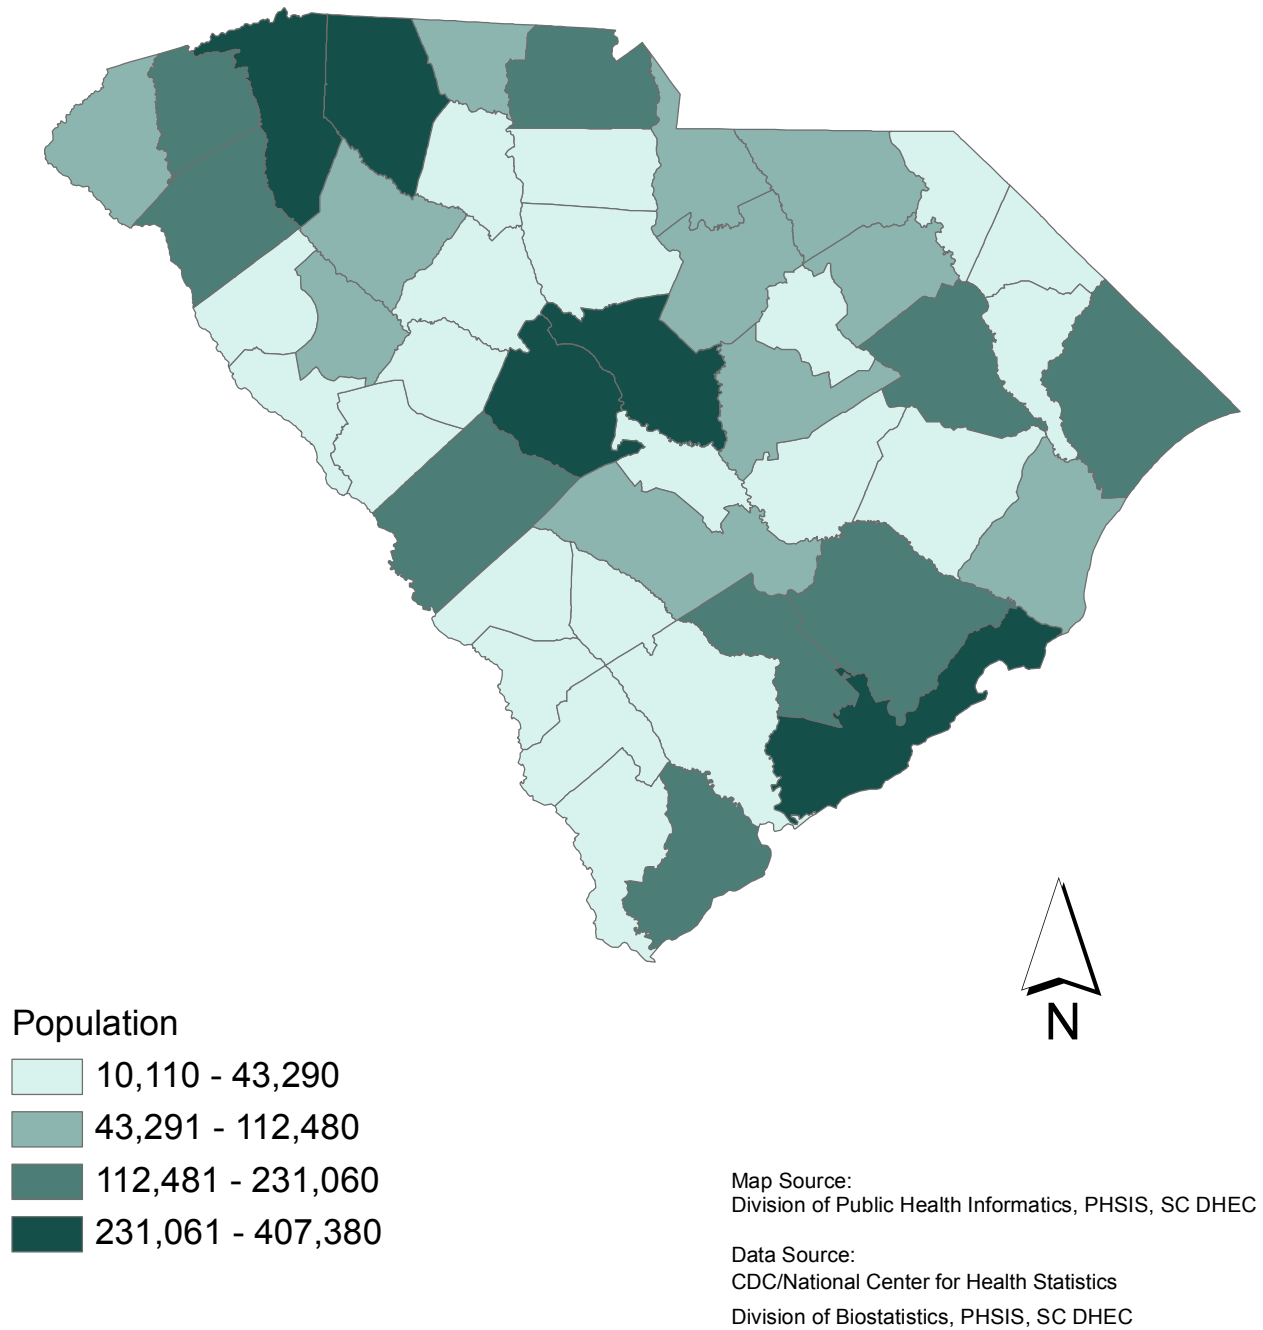 N
Population
10,110 - 43,290
43,291 - 112,480
112,481 - 231,060
231,061 - 407,380
Map Source:
Division of Public Health Informatics, PHSIS, SC DHEC
Data Source:
CDC/National Center for Health Statistics
Division of Biostatistics, PHSIS, SC DHEC